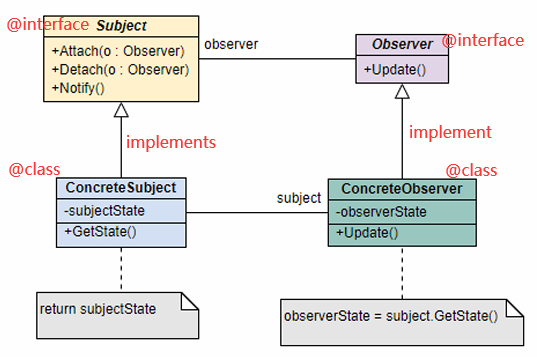 @interface
Subject
+Attach(o : Observer)
+Detach(o : Observer)
+Notify()
observer
Observer
@interface
+Update()
implements
implement
@class
@class
ConcreteSubject
-subjectState
+GetState()
subject
ConcreteObserver
-observerState
+Update()
return subjectState
observerState = subject.GetState()